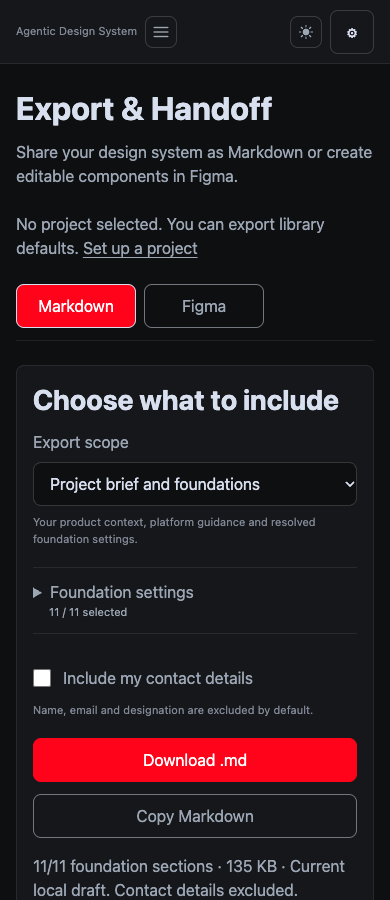 Agentic Design System
Export & Handoff
Share your design system as Markdown or create
editable components in Figma.
No project selected. You can export library
defaults. Set up a project
Markdown
Figma
Choose what to include
Export scope
Project brief and foundations
Your product context, platform guidance and resolved
foundation settings.
Foundation settings
11 / 11 selected
Include my contact details
Name, email and designation are excluded by default.
Download .md
Copy Markdown
11/11 foundation sections · 135 KB · Current
local draft. Contact details excluded.